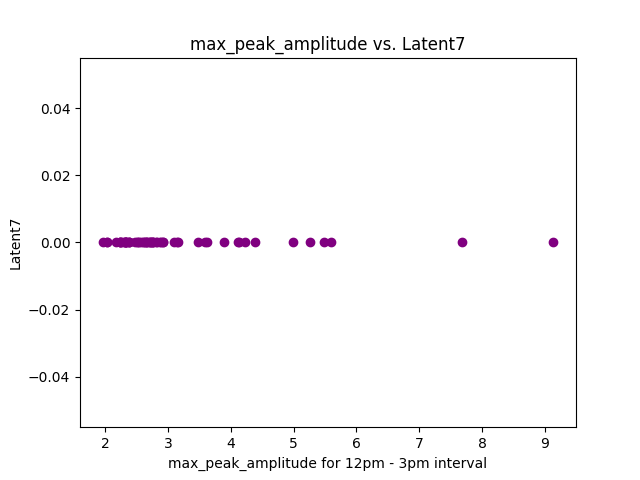 max_peak_amplitude vs. Latent7
0.04
0.02
0.00
−0.02
−0.04
Latent7
2 3 4 5 6 7 8 9
max_peak_amplitude for 12pm - 3pm interval